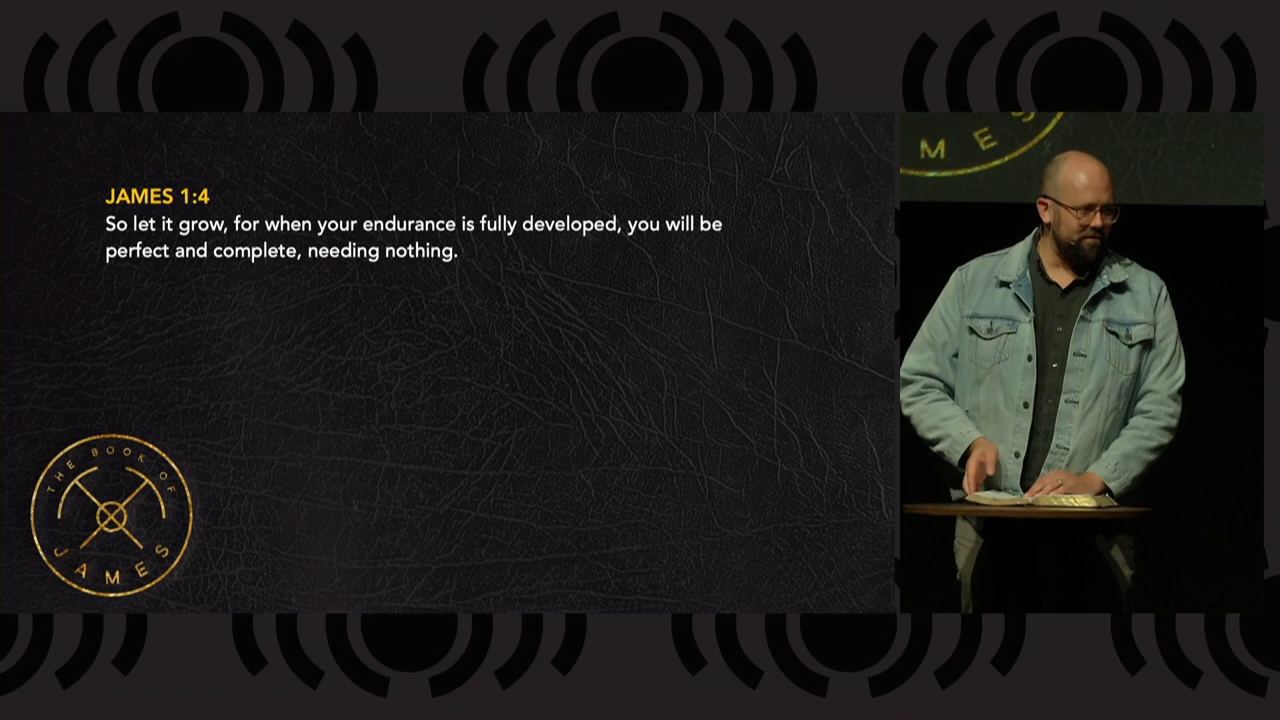 JAMES 1:4
So let it grow, for when your endurance is fully developed, you will be
perfect and complete, needing nothing.
THE BOOK OF
JAMES
MES